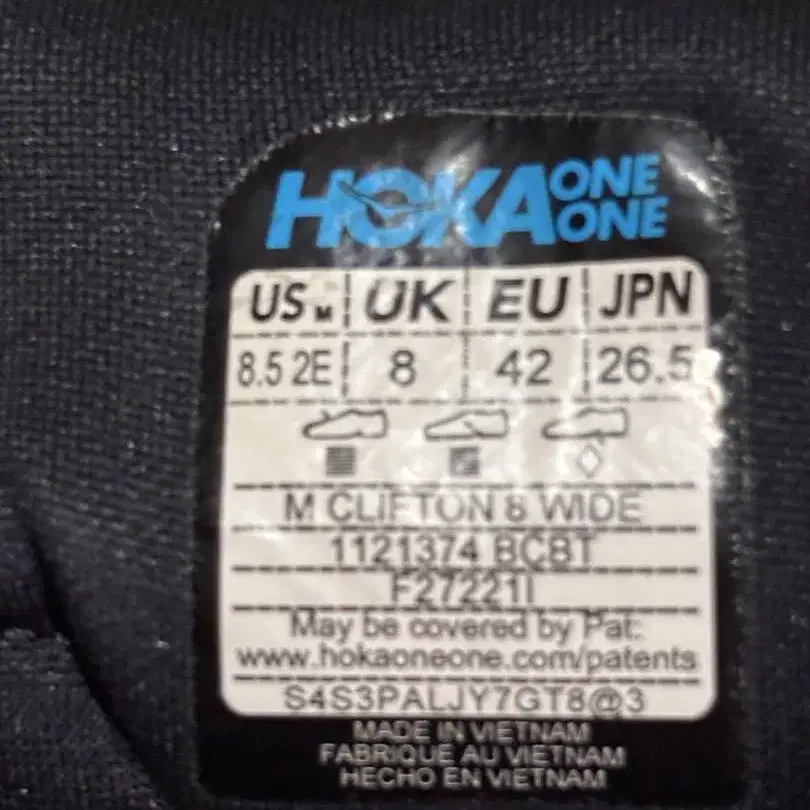 HOKA ONE ONE
US M UK EU JPN
8.5 2E 8 42 26.5
M CLIFTON 8 WIDE
1121374 BCBT
F27221I
May be covered by Pat:
www.hokaoneone.com/patents
S4S3PALJY7GT8@3
MADE IN VIETNAM
FABRIQUE AU VIETNAM
HECHO EN VIETNAM